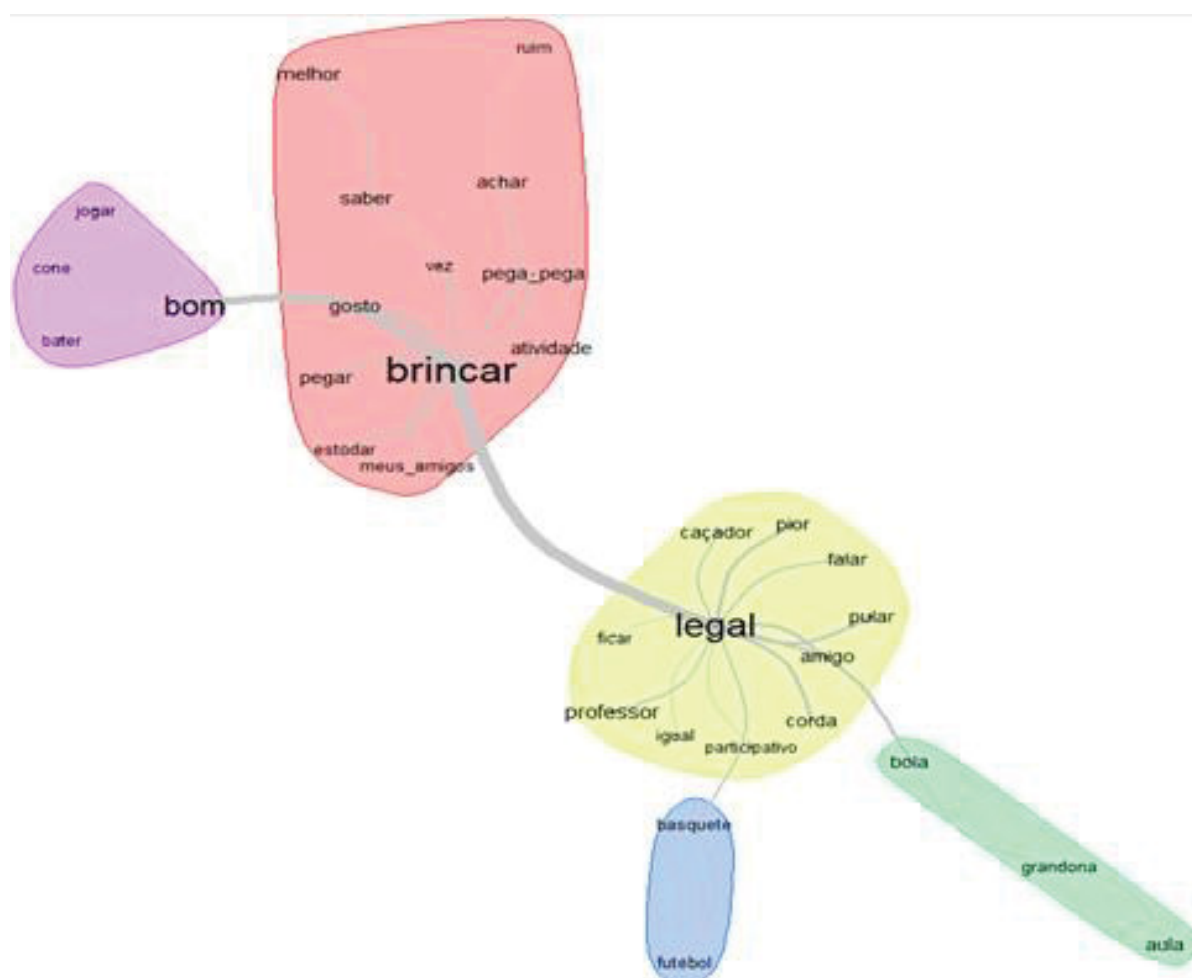 ruim
melhor
achar
saber
jogar
vez
cone
pega_pega
bom
gosto
bater
atividade
brincar
pegar
estodar
meus_amigos
caçador
pior
falar
pular
legal
ficar
amigo
professor
corda
igual
participativo
bola
basquete
grandona
aula
futebol